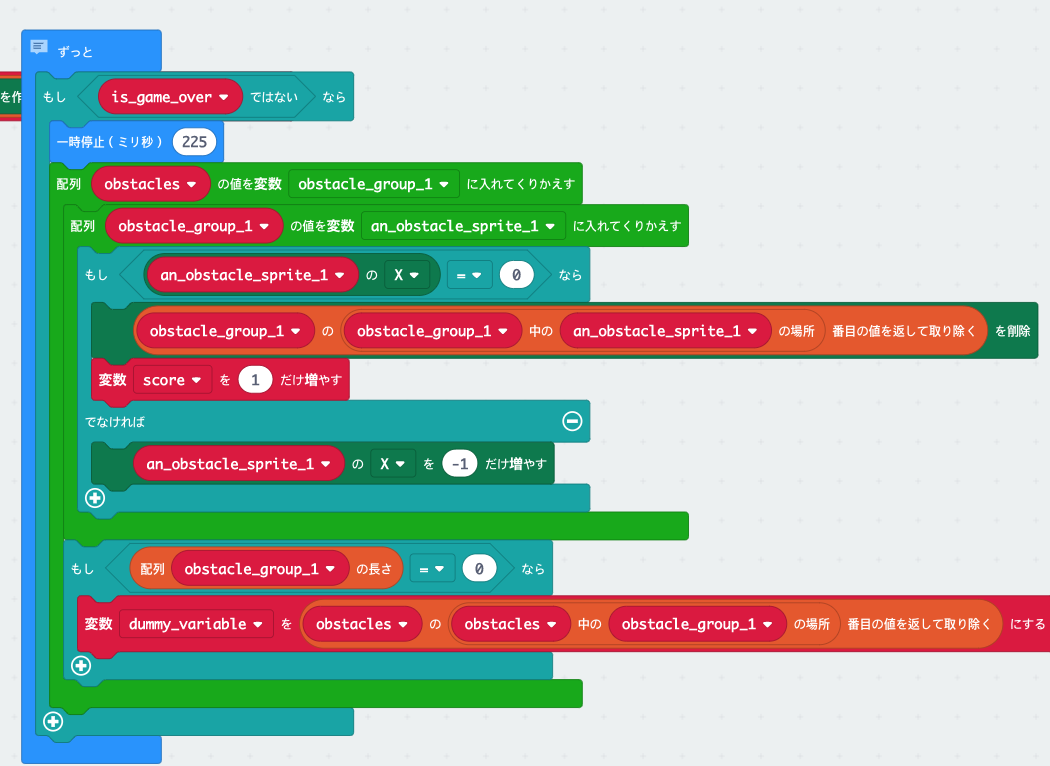 ずっと
を作
もし is_game_over ではない なら
一時停止（ミリ秒） 225
配列 obstacles の値を変数 obstacle_group_1 に入れてくりかえす
配列 obstacle_group_1 の値を変数 an_obstacle_sprite_1 に入れてくりかえす
もし an_obstacle_sprite_1 の X = 0 なら
obstacle_group_1 の obstacle_group_1 中の an_obstacle_sprite_1 の場所 番目の値を返して取り除く を削除
変数 score を 1 だけ増やす
でなければ
an_obstacle_sprite_1 の X を -1 だけ増やす
もし 配列 obstacle_group_1 の長さ = 0 なら
変数 dummy_variable を obstacles の obstacles 中の obstacle_group_1 の場所 番目の値を返して取り除く にする